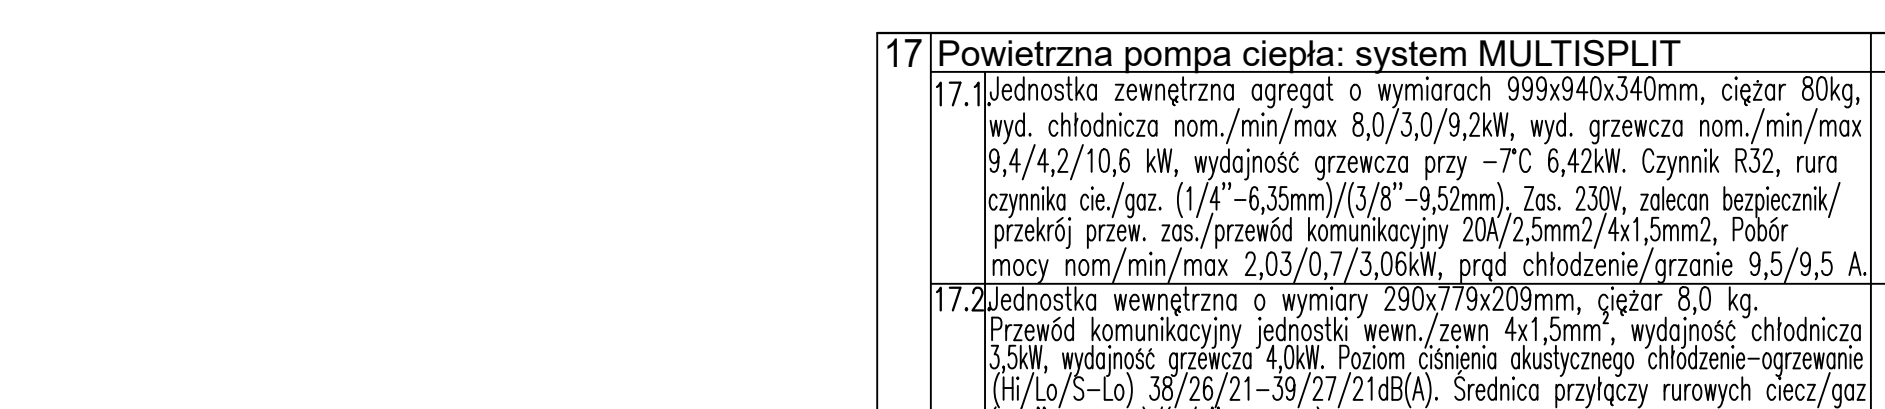 17 Powietrzna pompa ciepła: system MULTISPLIT
17.1. Jednostka zewnętrzna agregat o wymiarach 999x940x340mm, ciężar 80kg,
wyd. chłodnicza nom./min/max 8,0/3,0/9,2kW, wyd. grzewcza nom./min/max
9,4/4,2/10,6 kW, wydajność grzewcza przy −7°C 6,42kW. Czynnik R32, rura
czynnika cie./gaz. (1/4"−6,35mm)/(3/8"−9,52mm). Zas. 230V, zalecan bezpiecznik/
przekrój przew. zas./przewód komunikacyjny 20A/2,5mm2/4x1,5mm2, Pobór
mocy nom/min/max 2,03/0,7/3,06kW, prąd chłodzenie/grzanie 9,5/9,5 A.
17.2. Jednostka wewnętrzna o wymiary 290x779x209mm, ciężar 8,0 kg.
Przewód komunikacyjny jednostki wewn./zewn 4x1,5mm², wydajność chłodnicza
3,5kW, wydajność grzewcza 4,0kW. Poziom ciśnienia akustycznego chłodzenie−ogrzewanie
(Hi/Lo/S−Lo) 38/26/21−39/27/21dB(A). Średnica przyłączy rurowych ciecz/gaz